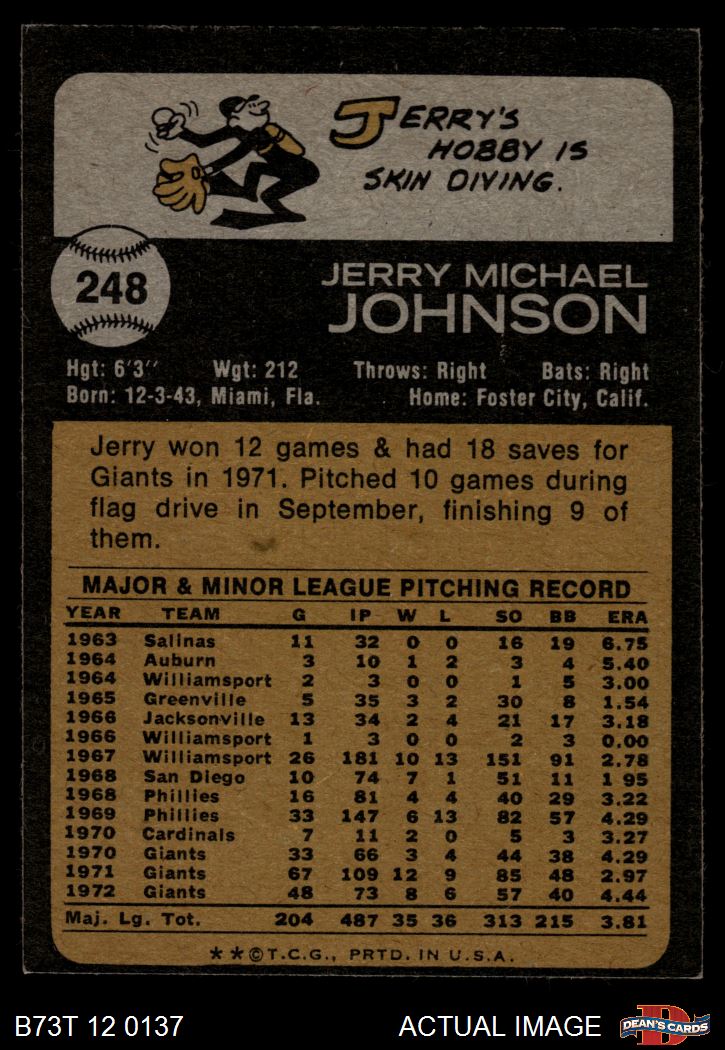 JERRY'S
HOBBY IS
SKIN DIVING.
248
JERRY MICHAEL
JOHNSON
Hgt: 6'3" Wgt: 212 Throws: Right Bats: Right
Born: 12-3-43, Miami, Fla. Home: Foster City, Calif.
Jerry won 12 games & had 18 saves for
Giants in 1971. Pitched 10 games during
flag drive in September, finishing 9 of
them.
MAJOR & MINOR LEAGUE PITCHING RECORD
YEAR TEAM G IP W L SO BB ERA
1963 Salinas 11 32 0 0 16 19 6.75
1964 Auburn 3 10 1 2 3 4 5.40
1964 Williamsport 2 3 0 0 1 5 3.00
1965 Greenville 5 35 3 2 30 8 1.54
1966 Jacksonville 13 34 2 4 21 17 3.18
1966 Williamsport 1 3 0 0 2 3 0.00
1967 Williamsport 26 181 10 13 151 91 2.78
1968 San Diego 10 74 7 1 51 11 1 95
1968 Phillies 16 81 4 4 40 29 3.22
1969 Phillies 33 147 6 13 82 57 4.29
1970 Cardinals 7 11 2 0 5 3 3.27
1970 Giants 33 66 3 4 44 38 4.29
1971 Giants 67 109 12 9 85 48 2.97
1972 Giants 48 73 8 6 57 40 4.44
Maj. Lg. Tot. 204 487 35 36 313 215 3.81
**©T.C.G., PRTD. IN U.S.A.
B73T 12 0137 ACTUAL IMAGE DEAN'S CARDS